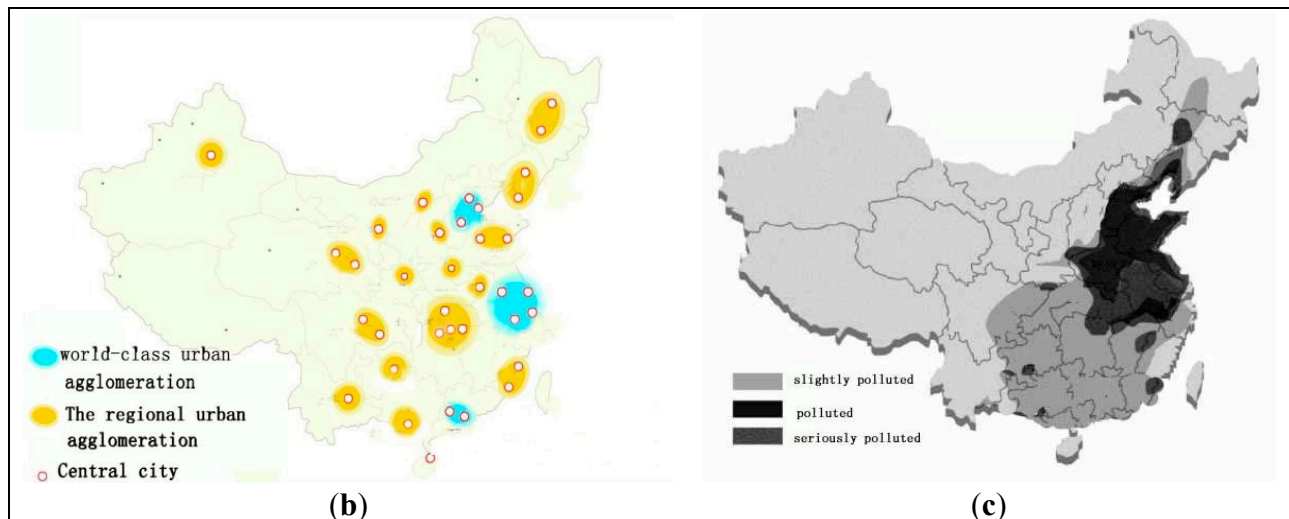 world-class urban
agglomeration
The regional urban
agglomeration
Central city
(b)
slightly polluted
polluted
seriously polluted
(c)